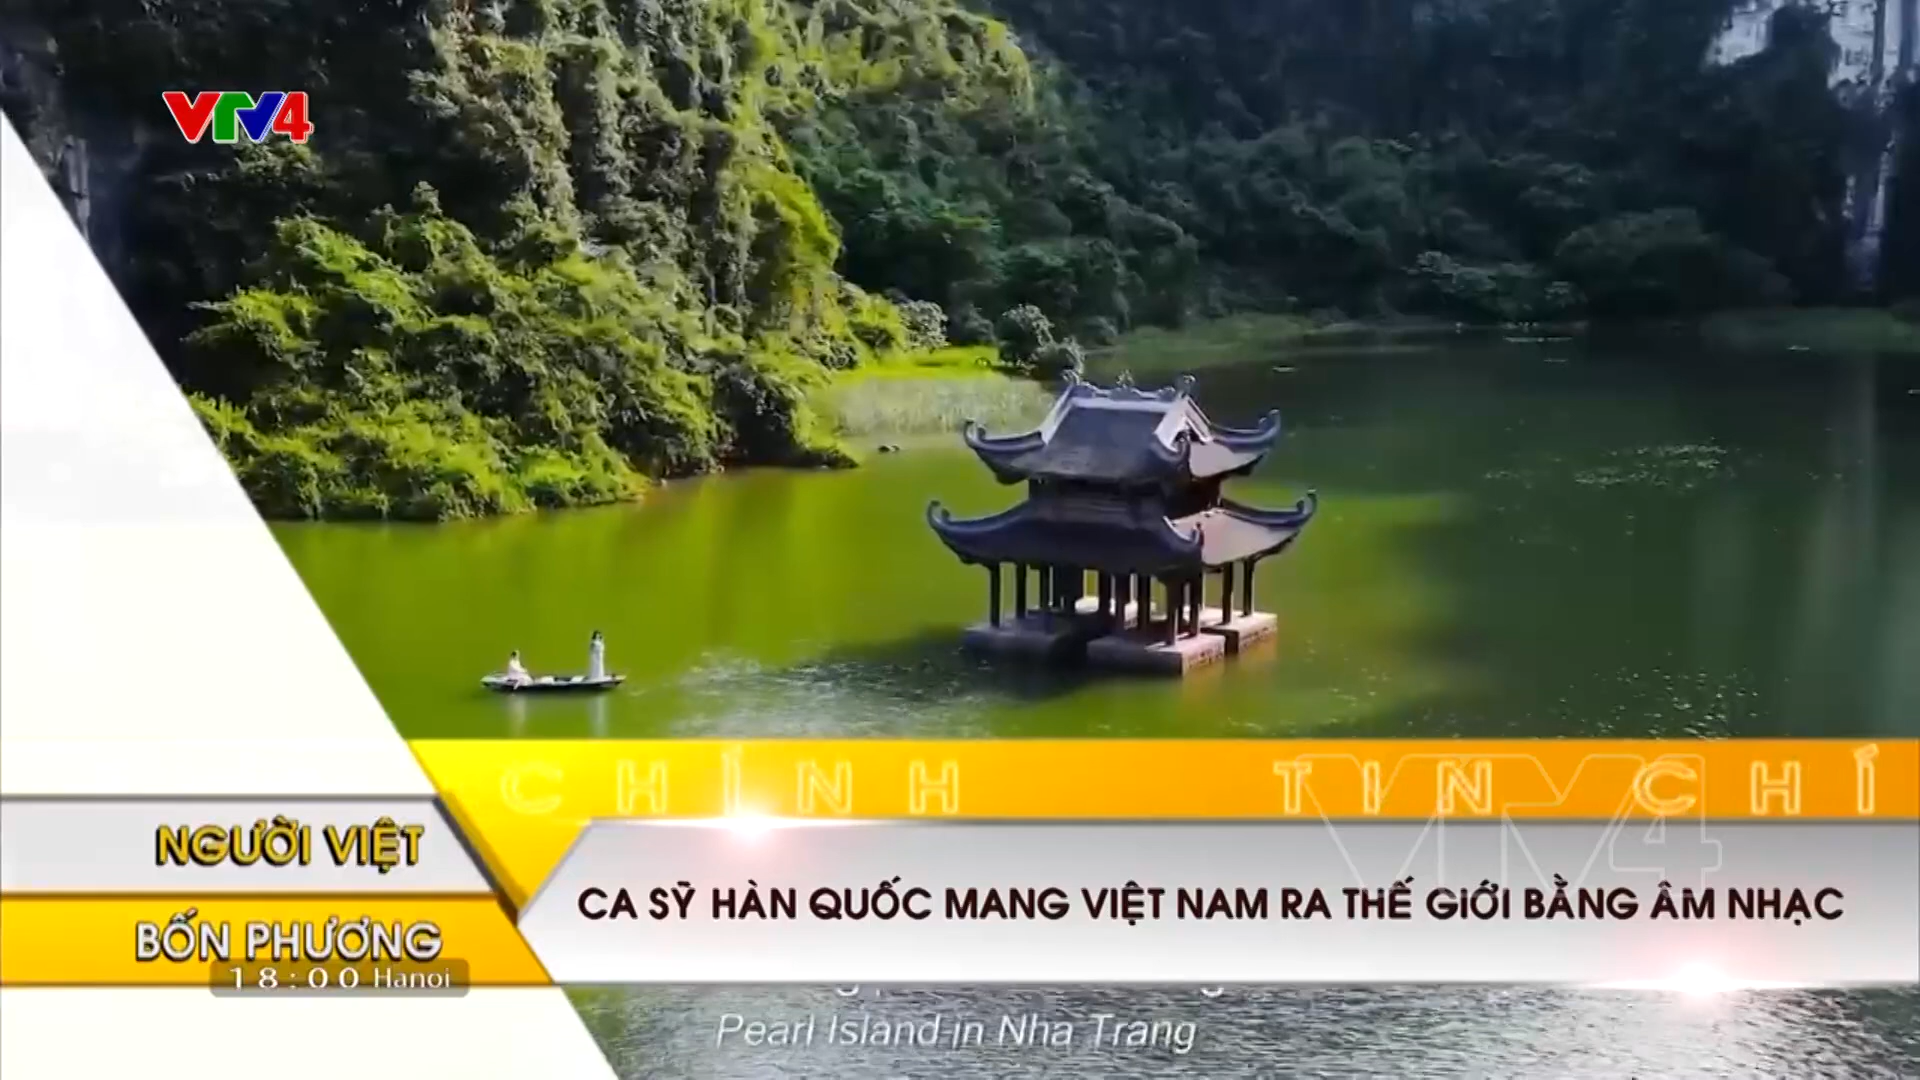 VTV4
CHÍNH TIN CHÍ
VTV4
NGƯỜI VIỆT
BỐN PHƯƠNG
18:00 Hanoi
CA SỸ HÀN QUỐC MANG VIỆT NAM RA THẾ GIỚI BẰNG ÂM NHẠC
Pearl Island in Nha Trang